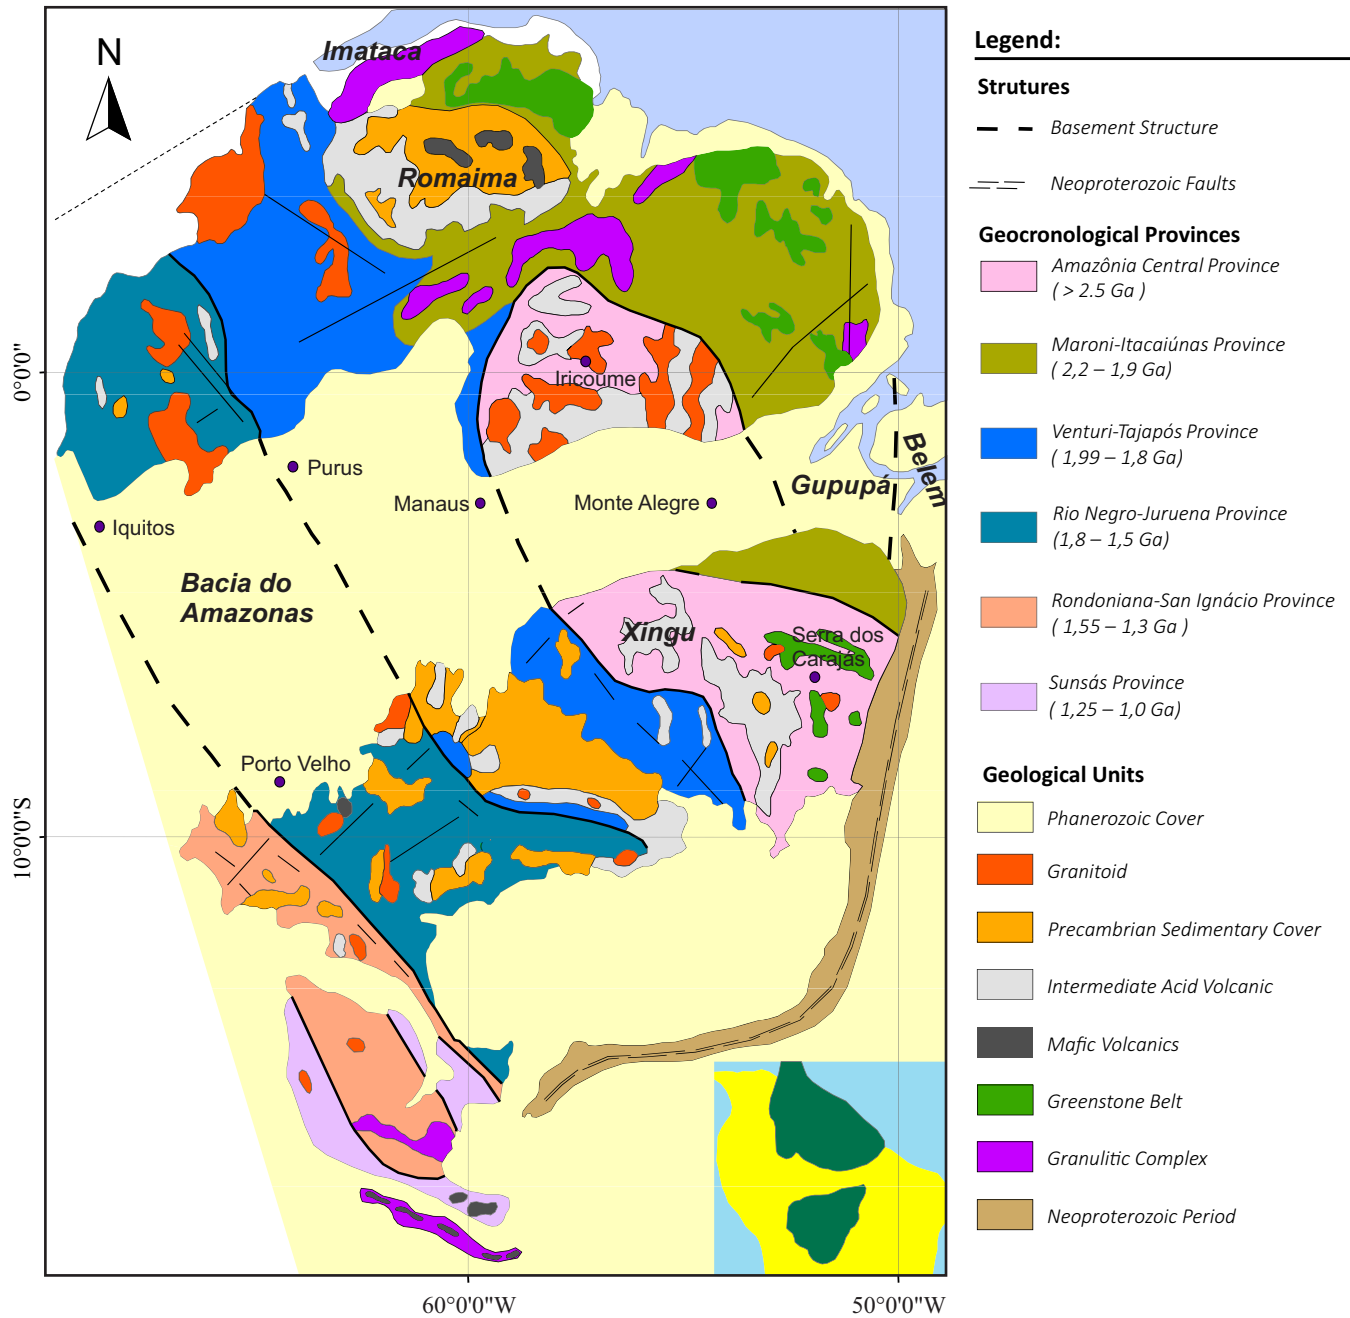 N
Imataca
Romaima
Iricoume
0°0'0"
Purus
Manaus
Monte Alegre
Gupupá
Belem
Iquitos
Bacia do
Amazonas
Xingu
Serra dos
Carajás
Porto Velho
10°0'0"S
60°0'0"W
50°0'0"W
Legend:
Strutures
Basement Structure
Neoproterozoic Faults
Geocronological Provinces
Amazônia Central Province
( > 2.5 Ga )
Maroni-Itacaiúnas Province
( 2,2 – 1,9 Ga)
Venturi-Tajapós Province
( 1,99 – 1,8 Ga)
Rio Negro-Juruena Province
(1,8 – 1,5 Ga)
Rondoniana-San Ignácio Province
( 1,55 – 1,3 Ga )
Sunsás Province
( 1,25 – 1,0 Ga)
Geological Units
Phanerozoic Cover
Granitoid
Precambrian Sedimentary Cover
Intermediate Acid Volcanic
Mafic Volcanics
Greenstone Belt
Granulitic Complex
Neoproterozoic Period